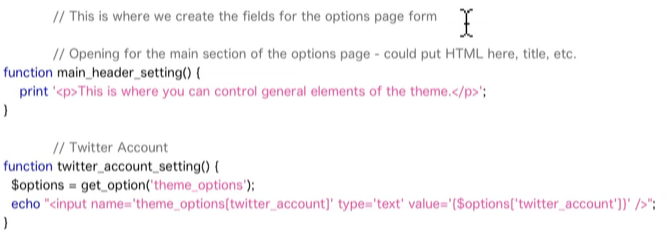 // This is where we create the fields for the options page form
// Opening for the main section of the options page - could put HTML here, title, etc.
function main_header_setting() {
print '<p>This is where you can control general elements of the theme.</p>';
}
// Twitter Account
function twitter_account_setting() {
$options = get_option('theme_options');
echo "<input name='theme_options[twitter_account]' type='text' value='{$options['twitter_account']}' />";
}